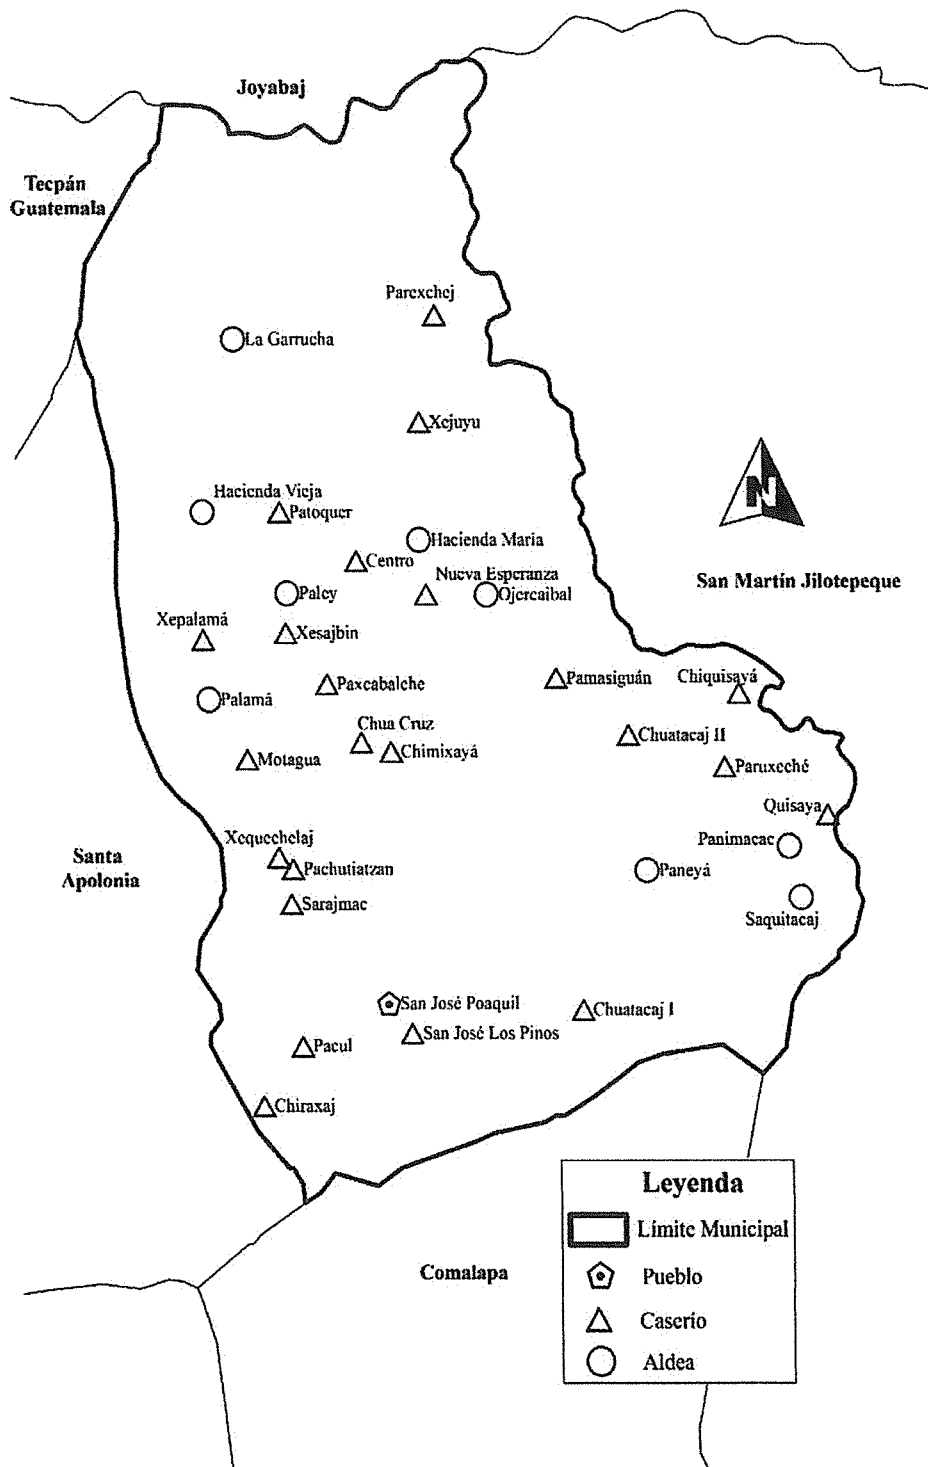 Joyabaj
Tecpán
Guatemala
Parexchej
La Garrucha
Xejuyu
Hacienda Vieja
Patoquer
Hacienda María
Centro
Nueva Esperanza
Paley
Ojercaibal
N
San Martín Jilotepeque
Xepalamá
Xesajbin
Paxcabalche
Pamasiguán
Chiquisayá
Palamá
Chua Cruz
Chimixayá
Chuatacaj II
Motagua
Paruxeché
Quisaya
Xequechelaj
Panimacac
Santa
Apolonia
Pachutiatzan
Paneyá
Sarajmac
Saquitacaj
San José Poaquil
Chuatacaj I
San José Los Pinos
Pacul
Chiraxaj
Comalapa
Leyenda
Límite Municipal
Pueblo
Caserío
Aldea